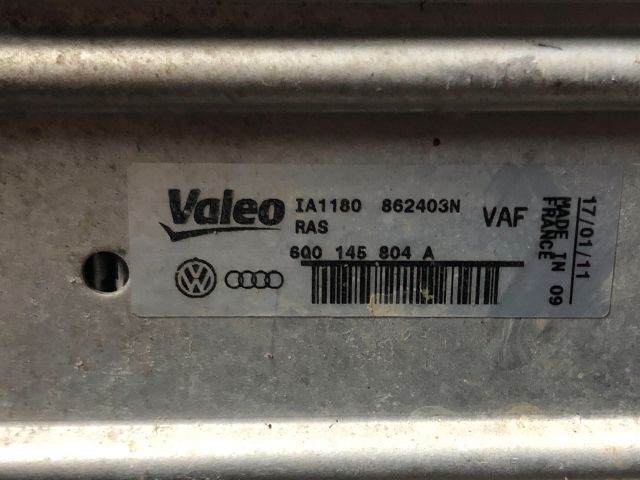 Valeo
IA1180 862403N
RAS
6Q0 145 804 A
VAF
MADE IN 09
FRANCE
17/01/11